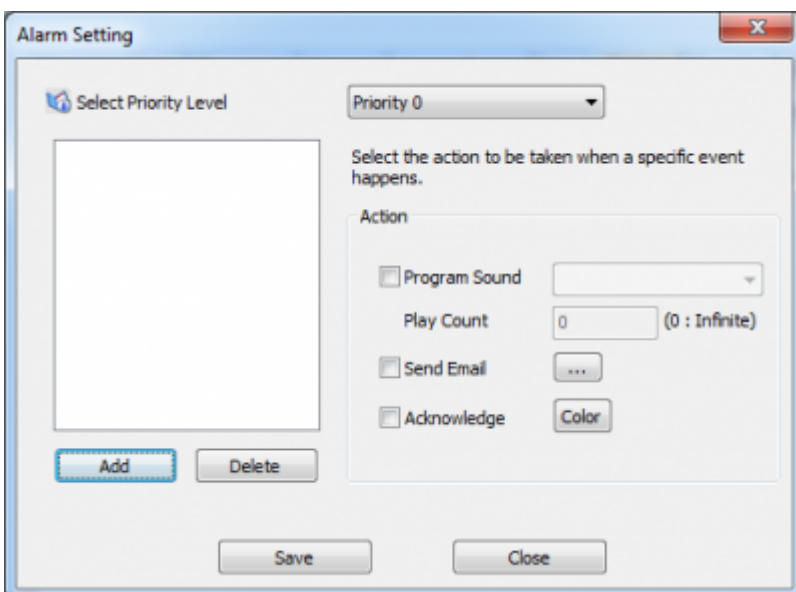 Alarm Setting
Select Priority Level
Priority 0
Select the action to be taken when a specific event
happens.
Action
Program Sound
Play Count
0
(0 : Infinite)
Send Email
...
Acknowledge
Color
Add
Delete
Save
Close